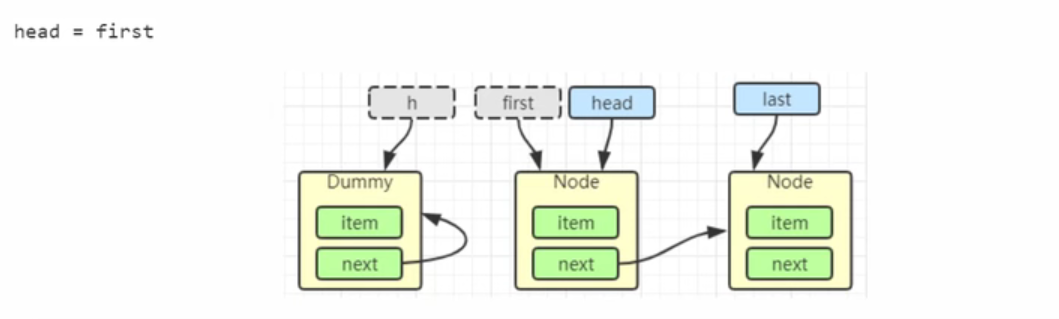 head = first
h first head last
Dummy Node Node
item item item
next next next